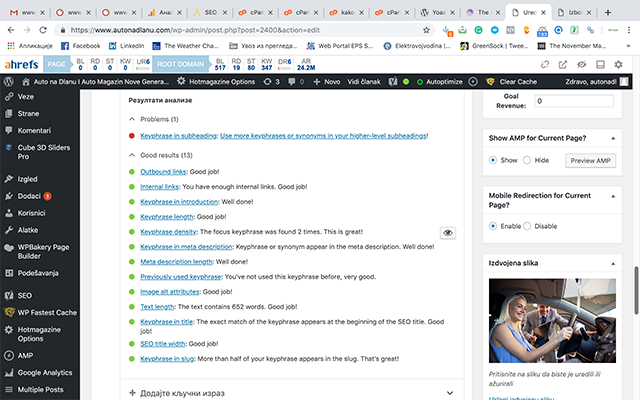 www
www
Ана
SEO
cPan
cPan
kako
cPan
Yoas
The
Ured
Izbo
https://www.autonadlanu.com/wp-admin/post.php?post=2400&action=edit
Апликације
Facebook
LinkedIn
The Weather Cha...
Увоз из прегледа...
Web Portal EPS S...
Elektrovojvodina |...
GreenSock | Twee...
The November Ma...
ahrefs
PAGE
BL 0
RD 0
ST 0
KW 0
UR6
ROOT DOMAIN
BL 517
RD 19
ST 80
KW 347
DR6
AR 24.2M
Auto na Dlanu I Auto Magazin Nove Genera...
Hotmagazine Options
13
Novo
Vidi članak
Autoptimize
Clear Cache
Zdravo, autonadl
Veze
Strane
Komentari
Cube 3D Sliders
Pro
Izgled
Dodaci 3
Korisnici
Alatke
WPBakery Page
Builder
Podešavanja
SEO
WP Fastest Cache
Hotmagazine
Options
AMP
Google Analytics
Multiple Posts
Резултати анализе
Problems (1)
Keyphrase in subheading: Use more keyphrases or synonyms in your higher-level subheadings!
Good results (13)
Outbound links: Good job!
Internal links: You have enough internal links. Good job!
Keyphrase in introduction: Well done!
Keyphrase length: Good job!
Keyphrase density: The focus keyphrase was found 2 times. This is great!
Keyphrase in meta description: Keyphrase or synonym appear in the meta description. Well done!
Meta description length: Well done!
Previously used keyphrase: You've not used this keyphrase before, very good.
Image alt attributes: Good job!
Text length: The text contains 652 words. Good job!
Keyphrase in title: The exact match of the keyphrase appears at the beginning of the SEO title. Good
job!
SEO title width: Good job!
Keyphrase in slug: More than half of your keyphrase appears in the slug. That's great!
Додајте кључни израз
Goal
Revenue:
0
Show AMP for Current Page?
Show
Hide
Preview AMP
Mobile Redirection for Current
Page?
Enable
Disable
Izdvojena slika
Pritisnite na sliku da biste je uredili ili
ažurirali
Ukloni izdvojenu sliku